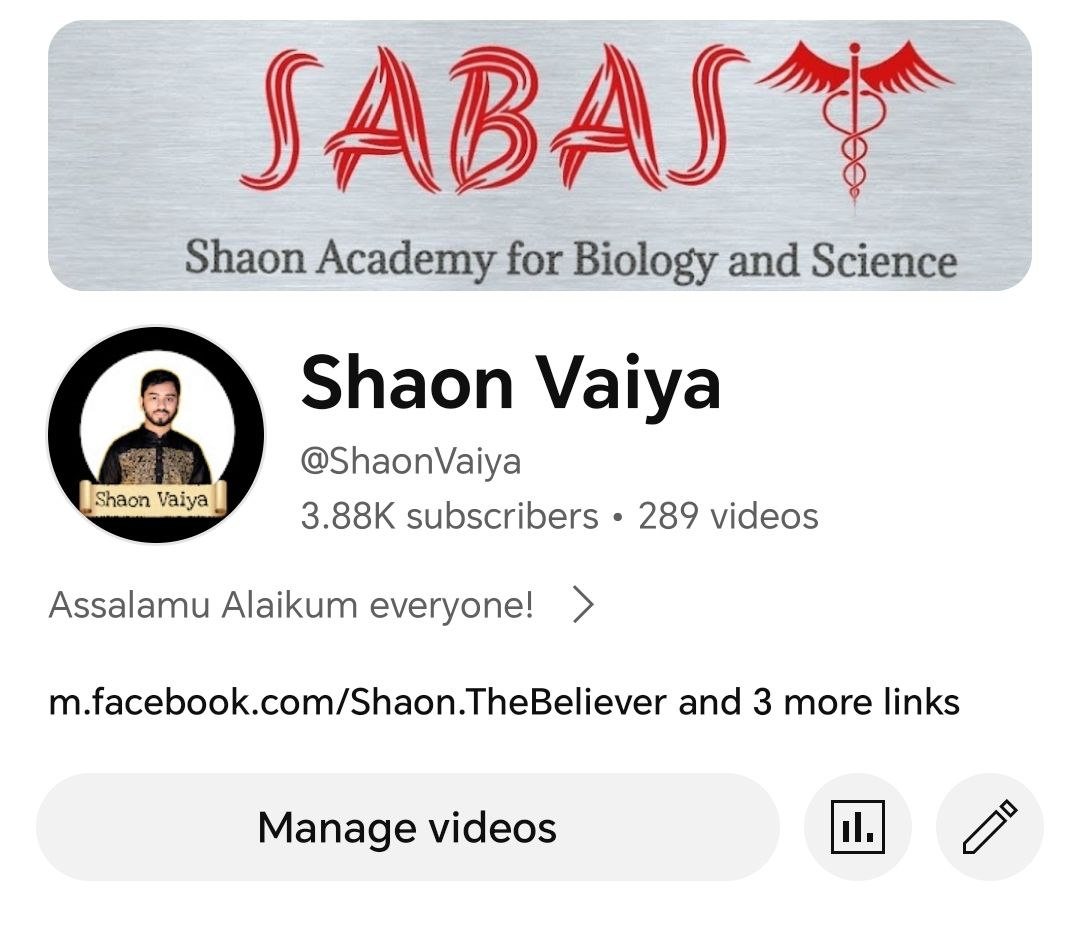 SABAS
Shaon Academy for Biology and Science
Shaon Vaiya
Shaon Vaiya
@ShaonVaiya
3.88K subscribers • 289 videos
Assalamu Alaikum everyone!
m.facebook.com/Shaon.TheBeliever and 3 more links
Manage videos